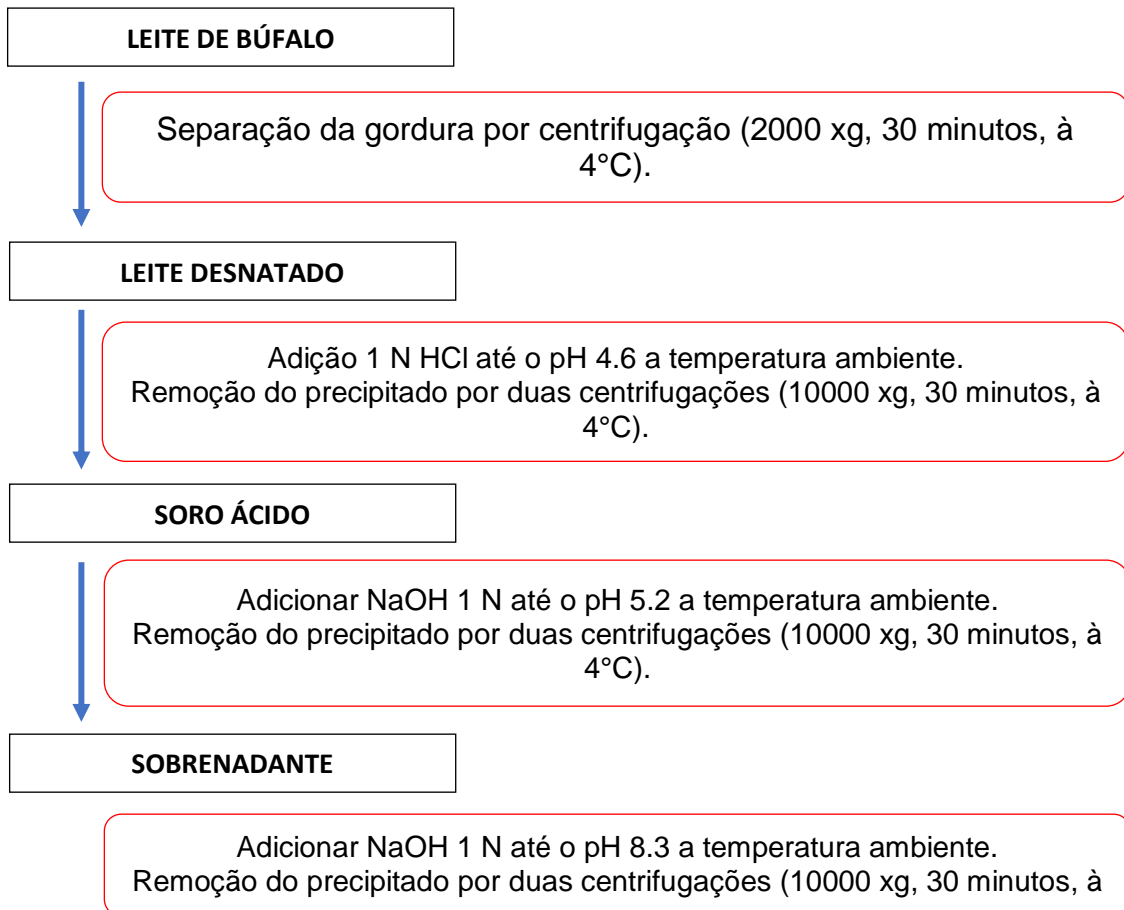 LEITE DE BÚFALO
Separação da gordura por centrifugação (2000 xg, 30 minutos, à
4°C).
LEITE DESNATADO
Adição 1 N HCl até o pH 4.6 a temperatura ambiente.
Remoção do precipitado por duas centrifugações (10000 xg, 30 minutos, à
4°C).
SORO ÁCIDO
Adicionar NaOH 1 N até o pH 5.2 a temperatura ambiente.
Remoção do precipitado por duas centrifugações (10000 xg, 30 minutos, à
4°C).
SOBRENADANTE
Adicionar NaOH 1 N até o pH 8.3 a temperatura ambiente.
Remoção do precipitado por duas centrifugações (10000 xg, 30 minutos, à